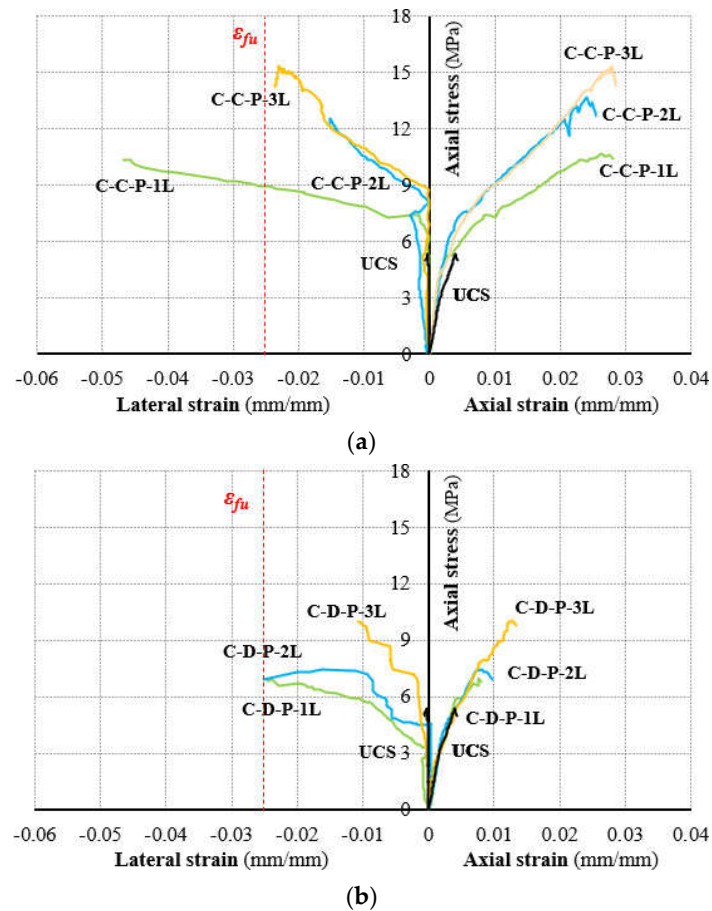 18
ε_fu
C-C-P-3L
15
C-C-P-3L
C-C-P-2L
12
Axial stress (MPa)
C-C-P-1L
C-C-P-2L
9
C-C-P-1L
6
UCS
UCS
3
0
-0.06 -0.05 -0.04 -0.03 -0.02 -0.01 0 0.01 0.02 0.03 0.04
Lateral strain (mm/mm) Axial strain (mm/mm)
(a)
18
ε_fu
15
Axial stress (MPa)
12
C-D-P-3L
C-D-P-3L
9
C-D-P-2L
C-D-P-2L
6
C-D-P-1L
C-D-P-1L
UCS 3
UCS
0
-0.06 -0.05 -0.04 -0.03 -0.02 -0.01 0 0.01 0.02 0.03 0.04
Lateral strain (mm/mm) Axial strain (mm/mm)
(b)